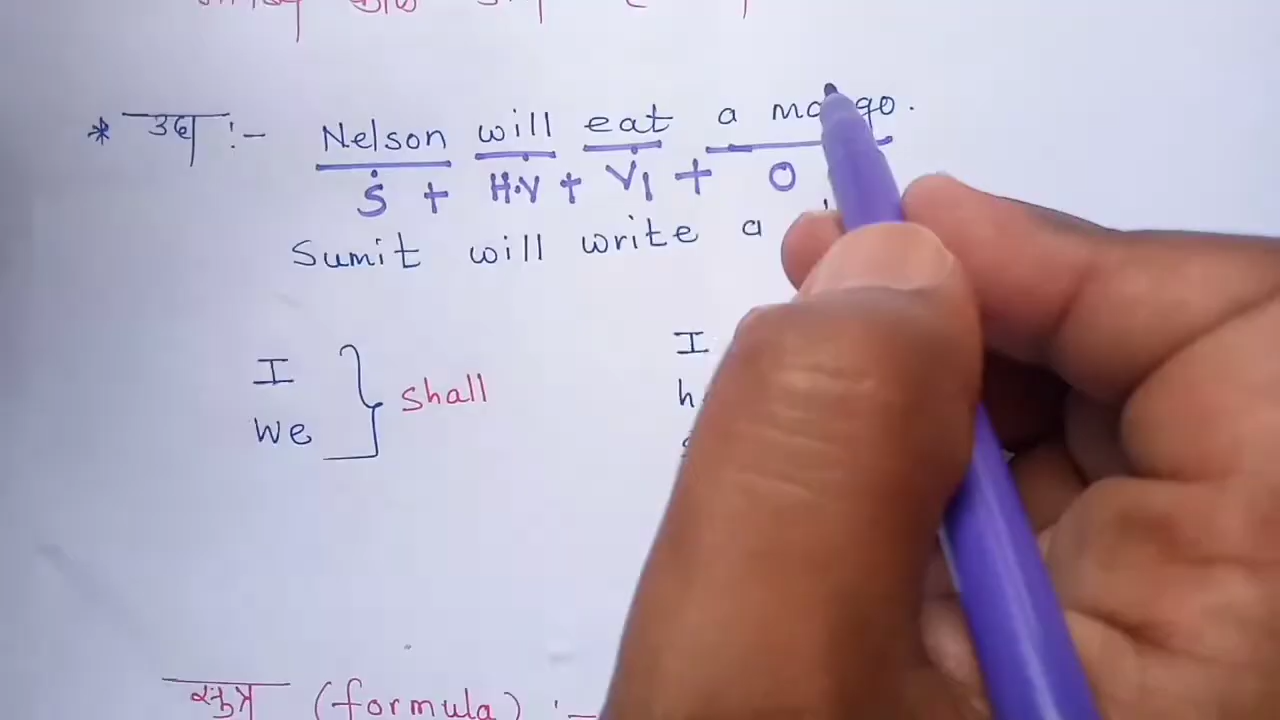 * उदा :- Nelson will eat a mango.
S + H.V + V1 + O
Sumit will write a
I
we } shall
I
सूत्र (formula) :-